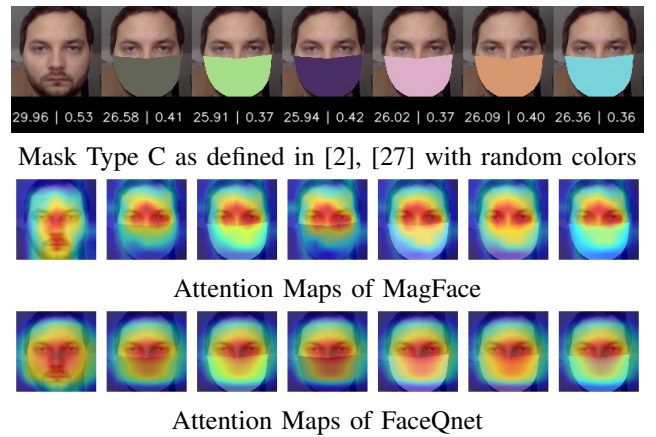 29.96 | 0.53 26.58 | 0.41 25.91 | 0.37 25.94 | 0.42 26.02 | 0.37 26.09 | 0.40 26.36 | 0.36
Mask Type C as defined in [2], [27] with random colors
Attention Maps of MagFace
Attention Maps of FaceQnet